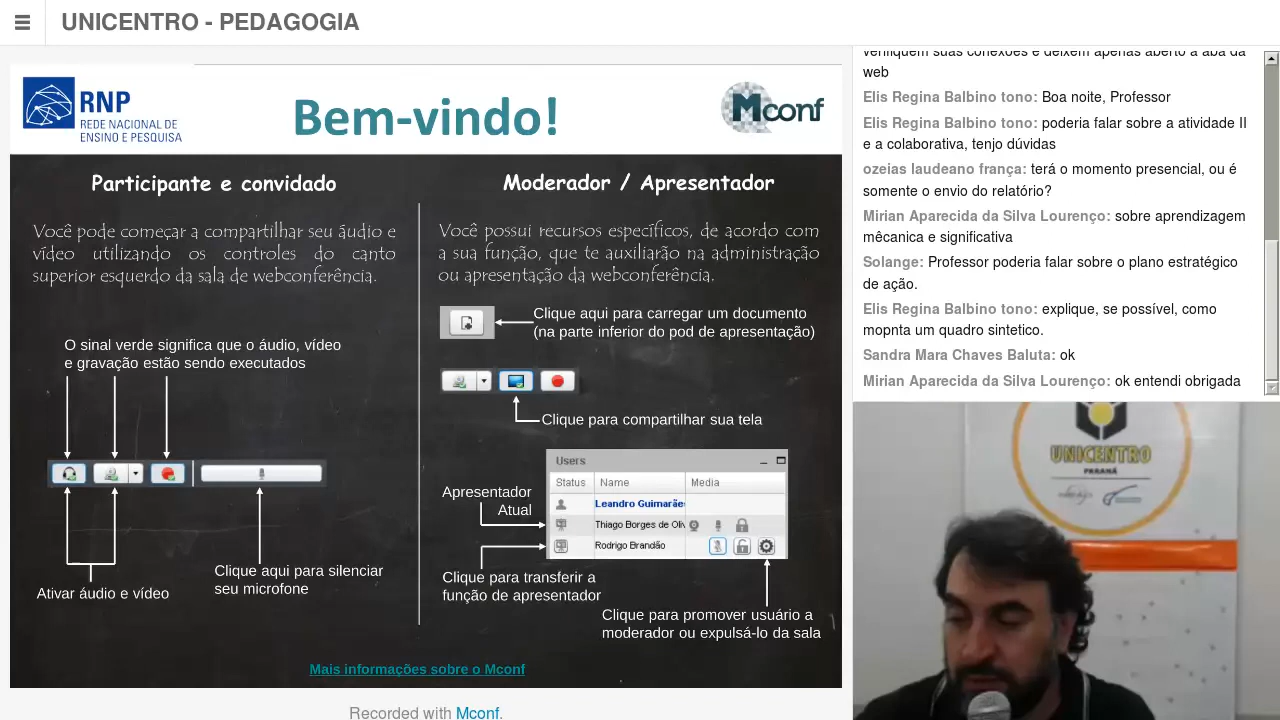 UNICENTRO - PEDAGOGIA
RNP
REDE NACIONAL DE
ENSINO E PESQUISA
Bem-vindo!
Mconf
Participante e convidado
Você pode começar a compartilhar seu áudio e
vídeo utilizando os controles do canto
superior esquerdo da sala de webconferência.
O sinal verde significa que o áudio, vídeo
e gravação estão sendo executados
Ativar áudio e vídeo
Clique aqui para silenciar
seu microfone
Moderador / Apresentador
Você possui recursos específicos, de acordo com
a sua função, que te auxiliarão na administração
ou apresentação da webconferência.
Clique aqui para carregar um documento
(na parte inferior do pod de apresentação)
Clique para compartilhar sua tela
Users
Status Name Media
Leandro Guimarães
Thiago Borges de Oliv
Rodrigo Brandão
Apresentador
Atual
Clique para transferir a
função de apresentador
Clique para promover usuário a
moderador ou expulsá-lo da sala
Mais informações sobre o Mconf
Recorded with Mconf.
verifiquem suas conexões e deixem apenas aberto a aba da
web
Elis Regina Balbino tono: Boa noite, Professor
Elis Regina Balbino tono: poderia falar sobre a atividade II
e a colaborativa, tenjo dúvidas
ozeias laudeano frança: terá o momento presencial, ou é
somente o envio do relatório?
Mirian Aparecida da Silva Lourenço: sobre aprendizagem
mêcanica e significativa
Solange: Professor poderia falar sobre o plano estratégico
de ação.
Elis Regina Balbino tono: explique, se possível, como
mopnta um quadro sintetico.
Sandra Mara Chaves Baluta: ok
Mirian Aparecida da Silva Lourenço: ok entendi obrigada
UNICENTRO
PARANÁ